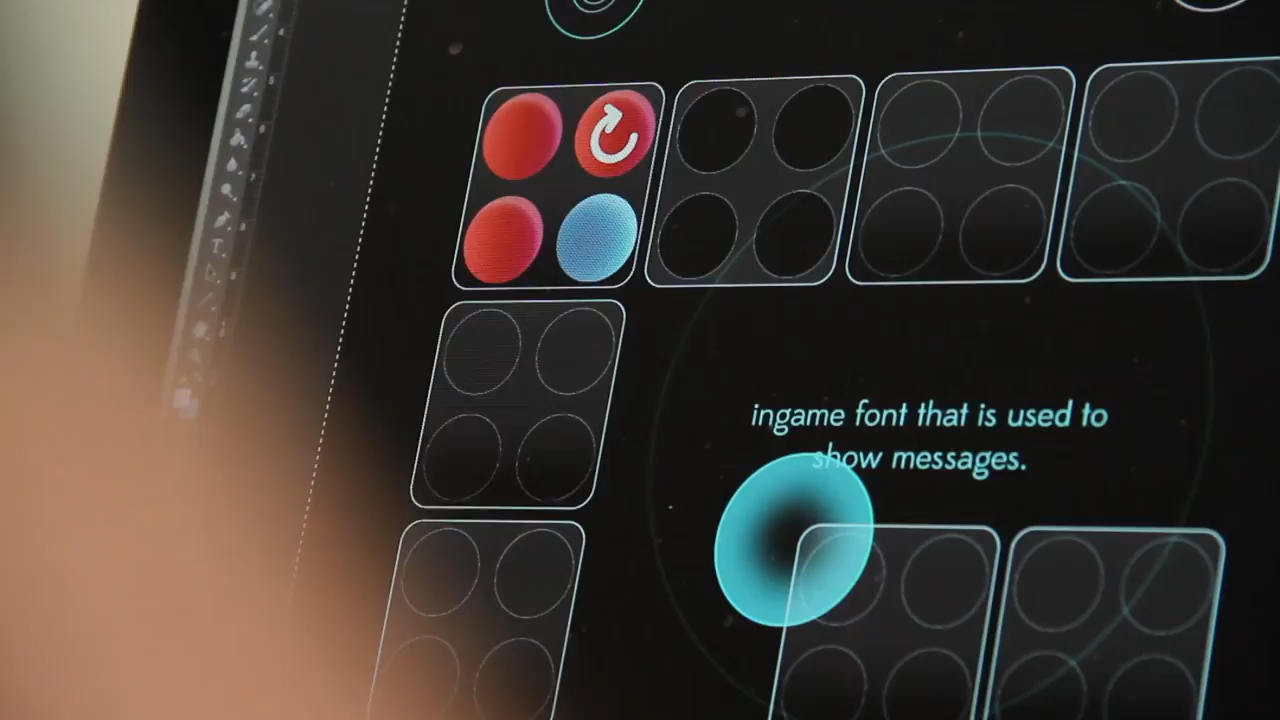 ingame font that is used to
show messages.